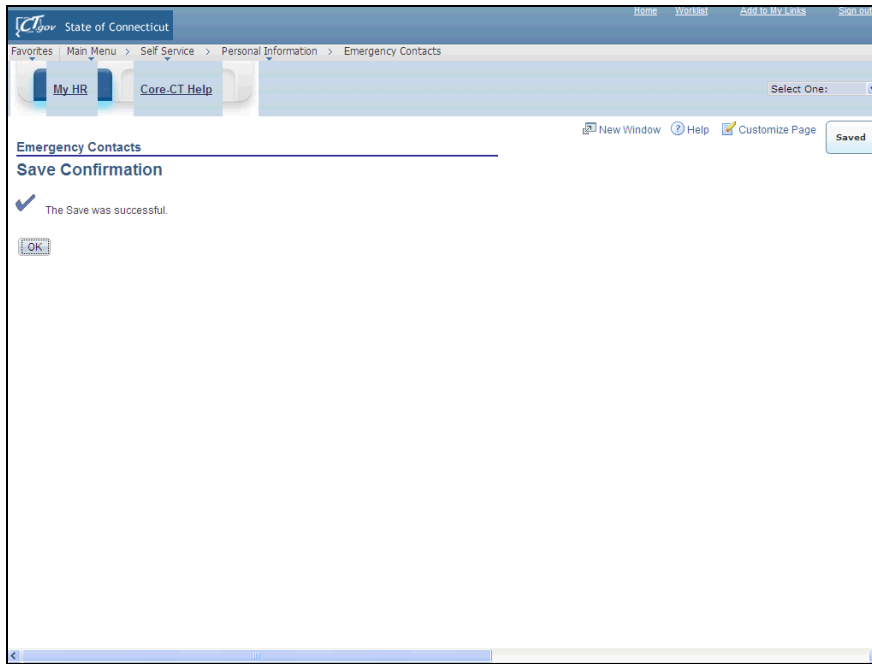 Home Worklist Add to My Links Sign out
CTgov State of Connecticut
Favorites Main Menu > Self Service > Personal Information > Emergency Contacts
My HR Core-CT Help
Select One:
New Window Help Customize Page
Saved
Emergency Contacts
Save Confirmation
The Save was successful.
OK